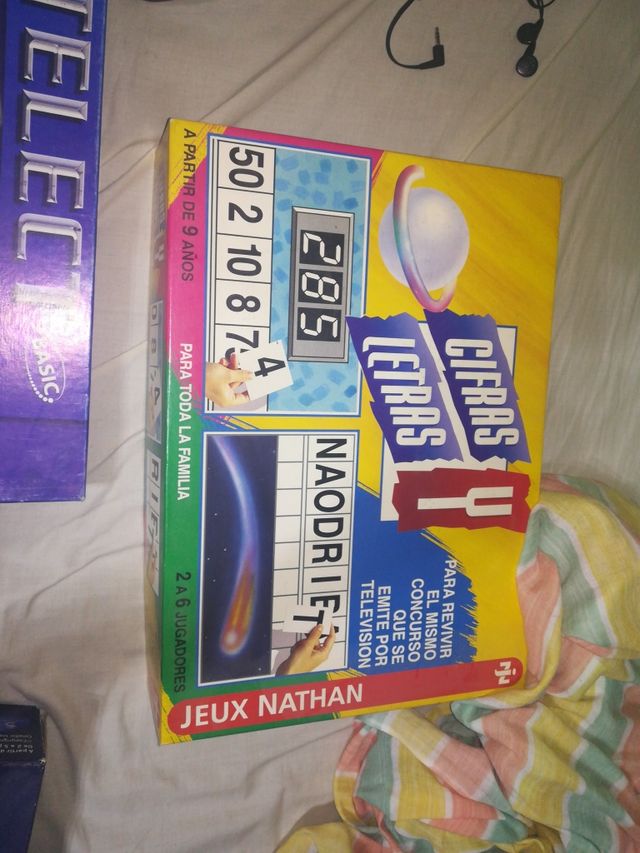 TELECT
BASIC
CIFRAS
Y
LETRAS
PARA REVIVIR
EL MISMO
CONCURSO
QUE SE
EMITE POR
TELEVISION
285
50 2 10 8 7 4
NAODRIET
A PARTIR DE 9 AÑOS
PARA TODA LA FAMILIA
2 A 6 JUGADORES
JEUX NATHAN